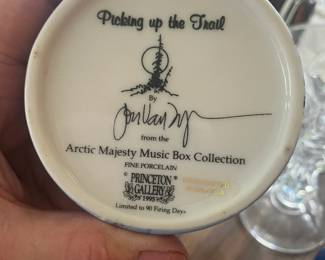 Picking up the Trail
By
from the
Arctic Majesty Music Box Collection
FINE PORCELAIN
PRINCETON
GALLERY
1995
Limited to 90 Firing Days